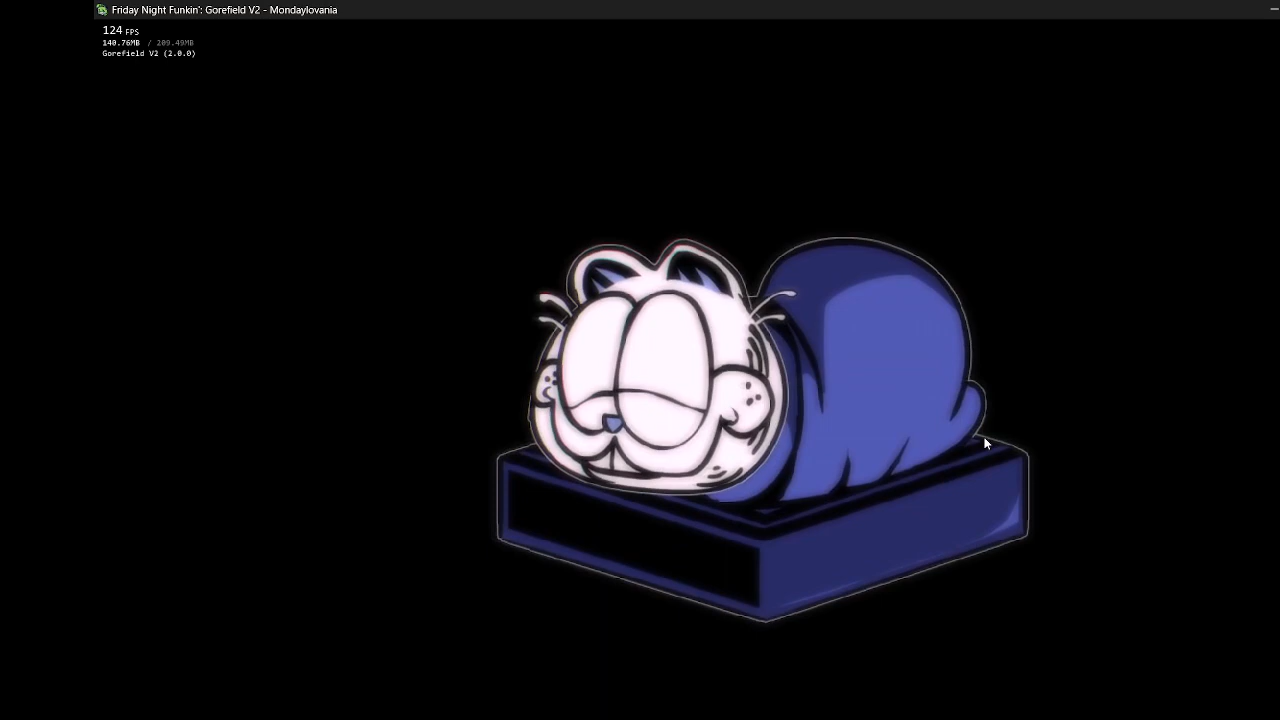 Friday Night Funkin': Gorefield V2 - Mondaylovania
124 FPS
140.76MB / 209.49MB
Gorefield V2 (2.0.0)